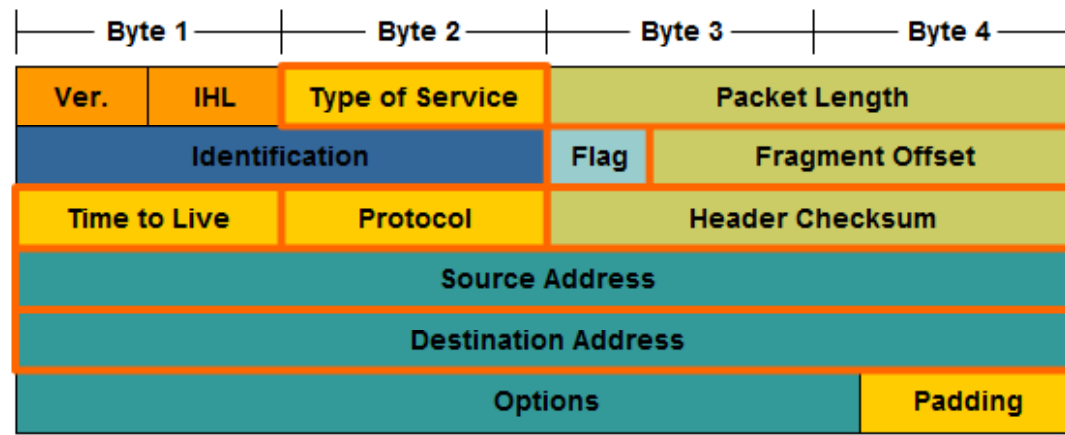 Byte 1 Byte 2 Byte 3 Byte 4
Ver. IHL Type of Service Packet Length
Identification Flag Fragment Offset
Time to Live Protocol Header Checksum
Source Address
Destination Address
Options Padding